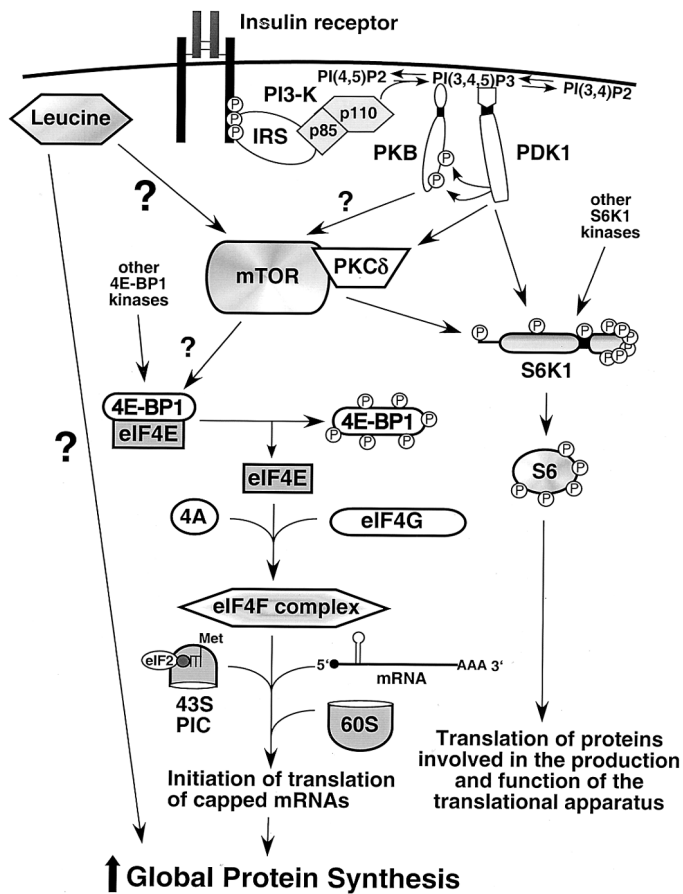 Insulin receptor
PI(4,5)P2
PI(3,4,5)P3
PI(3,4)P2
PI3-K
Leucine
P
P
P
IRS
p85
p110
PKB
P
P
PDK1
?
?
other
S6K1
kinases
mTOR
PKCδ
other
4E-BP1
kinases
?
P
P
P
P
P
P
P
P
P
S6K1
4E-BP1
eIF4E
P
P
4E-BP1
P
P
P
P
?
eIF4E
P
S6
P
P
P
P
4A
eIF4G
eIF4F complex
Met
eIF2
43S
PIC
5‘
AAA 3‘
mRNA
60S
Initiation of translation
of capped mRNAs
Translation of proteins
involved in the production
and function of the
translational apparatus
Global Protein Synthesis